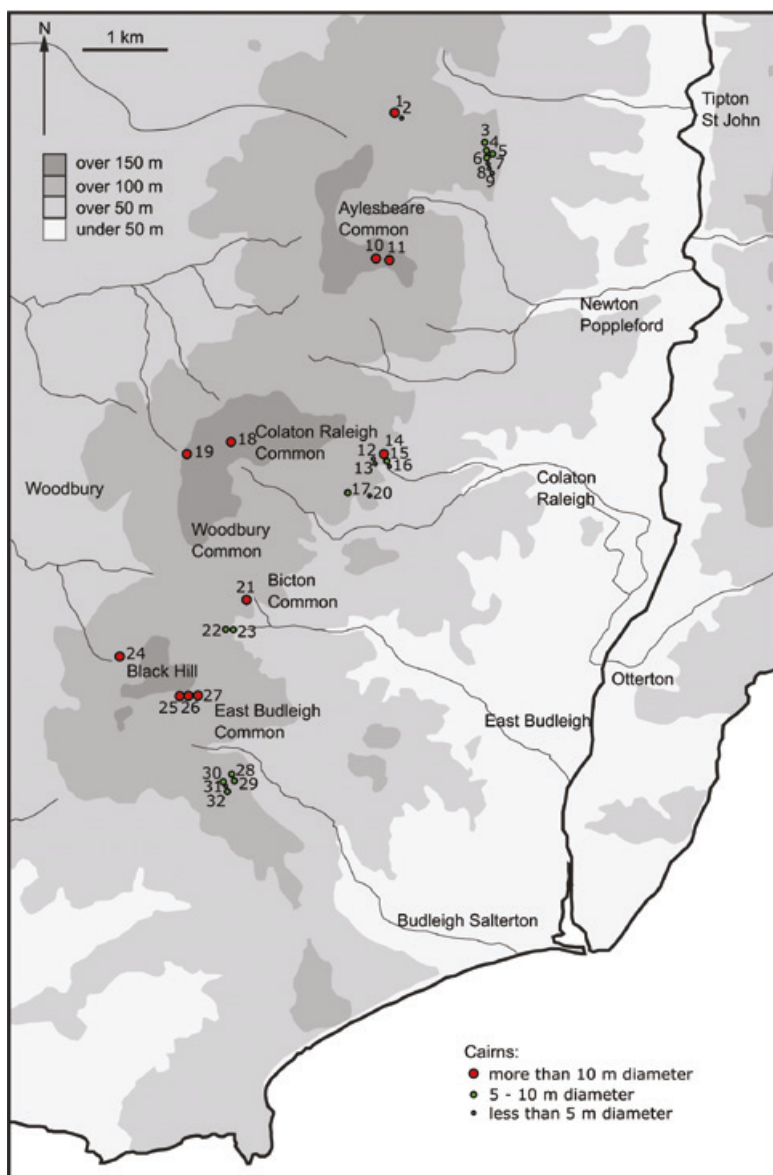 N
1 km
over 150 m
over 100 m
over 50 m
under 50 m
1
2
Tipton
St John
3
4
5
6
7
8
9
Aylesbeare
Common
10
11
Newton
Poppleford
18
Colaton Raleigh
Common
19
14
12
15
13
16
17
20
Colaton
Raleigh
Woodbury
Woodbury
Common
21
Bicton
Common
22
23
24
Black Hill
Otterton
25
26
27
East Budleigh
Common
East Budleigh
30
28
31
29
32
Budleigh Salterton
Cairns:
more than 10 m diameter
5 - 10 m diameter
less than 5 m diameter